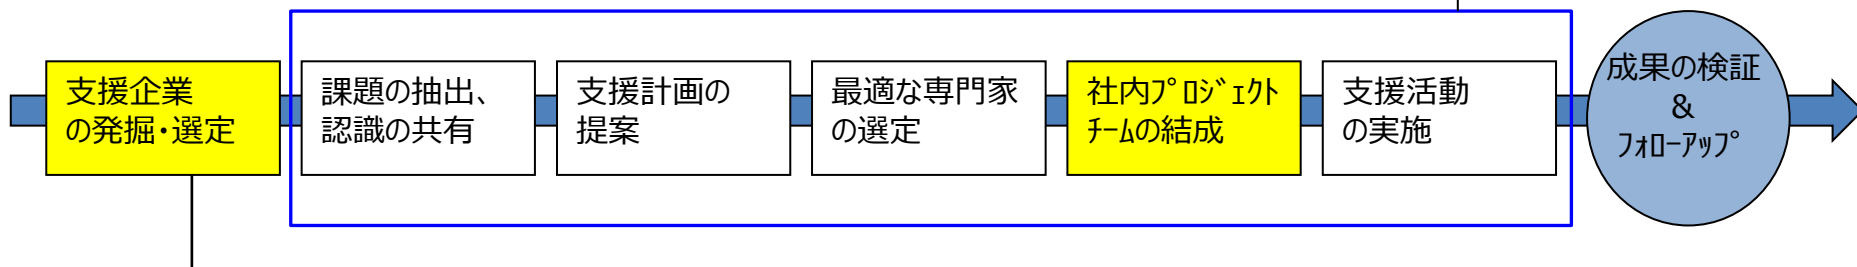 支援企業
の発掘・選定
課題の抽出、
認識の共有
支援計画の
提案
最適な専門家
の選定
社内ﾌﾟﾛｼﾞｪｸﾄ
ﾁｰﾑの結成
支援活動
の実施
成果の検証
&
ﾌｫﾛｰｱｯﾌﾟ